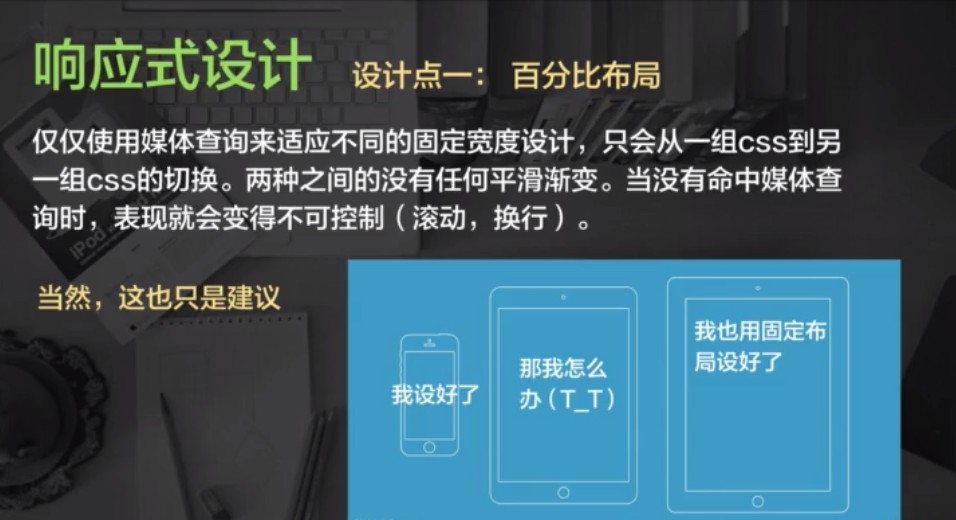 响应式设计 设计点一： 百分比布局
仅仅使用媒体查询来适应不同的固定宽度设计，只会从一组css到另
一组css的切换。两种之间的没有任何平滑渐变。当没有命中媒体查
询时，表现就会变得不可控制（滚动，换行）。
当然，这也只是建议
我设好了
那我怎么
办（T_T）
我也用固定布
局设好了
iPod